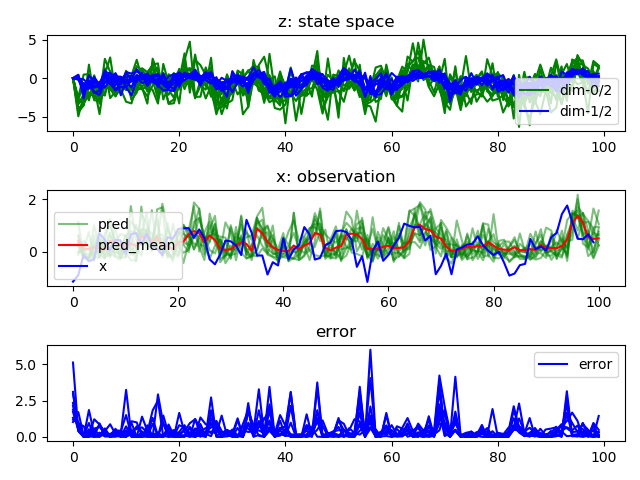 z: state space
5
0
−5
dim-0/2
dim-1/2
0 20 40 60 80 100
x: observation
2
0
pred
pred_mean
x
0 20 40 60 80 100
error
5.0
2.5
0.0
error
0 20 40 60 80 100